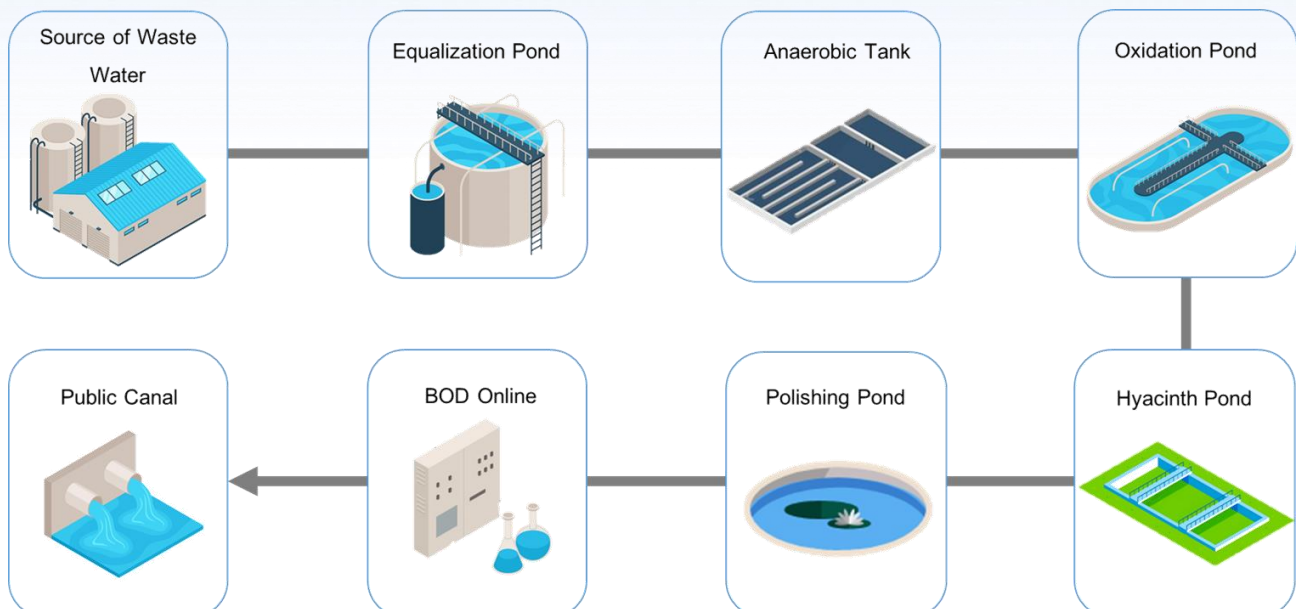 Source of Waste
Water
Equalization Pond
Anaerobic Tank
Oxidation Pond
Public Canal
BOD Online
Polishing Pond
Hyacinth Pond